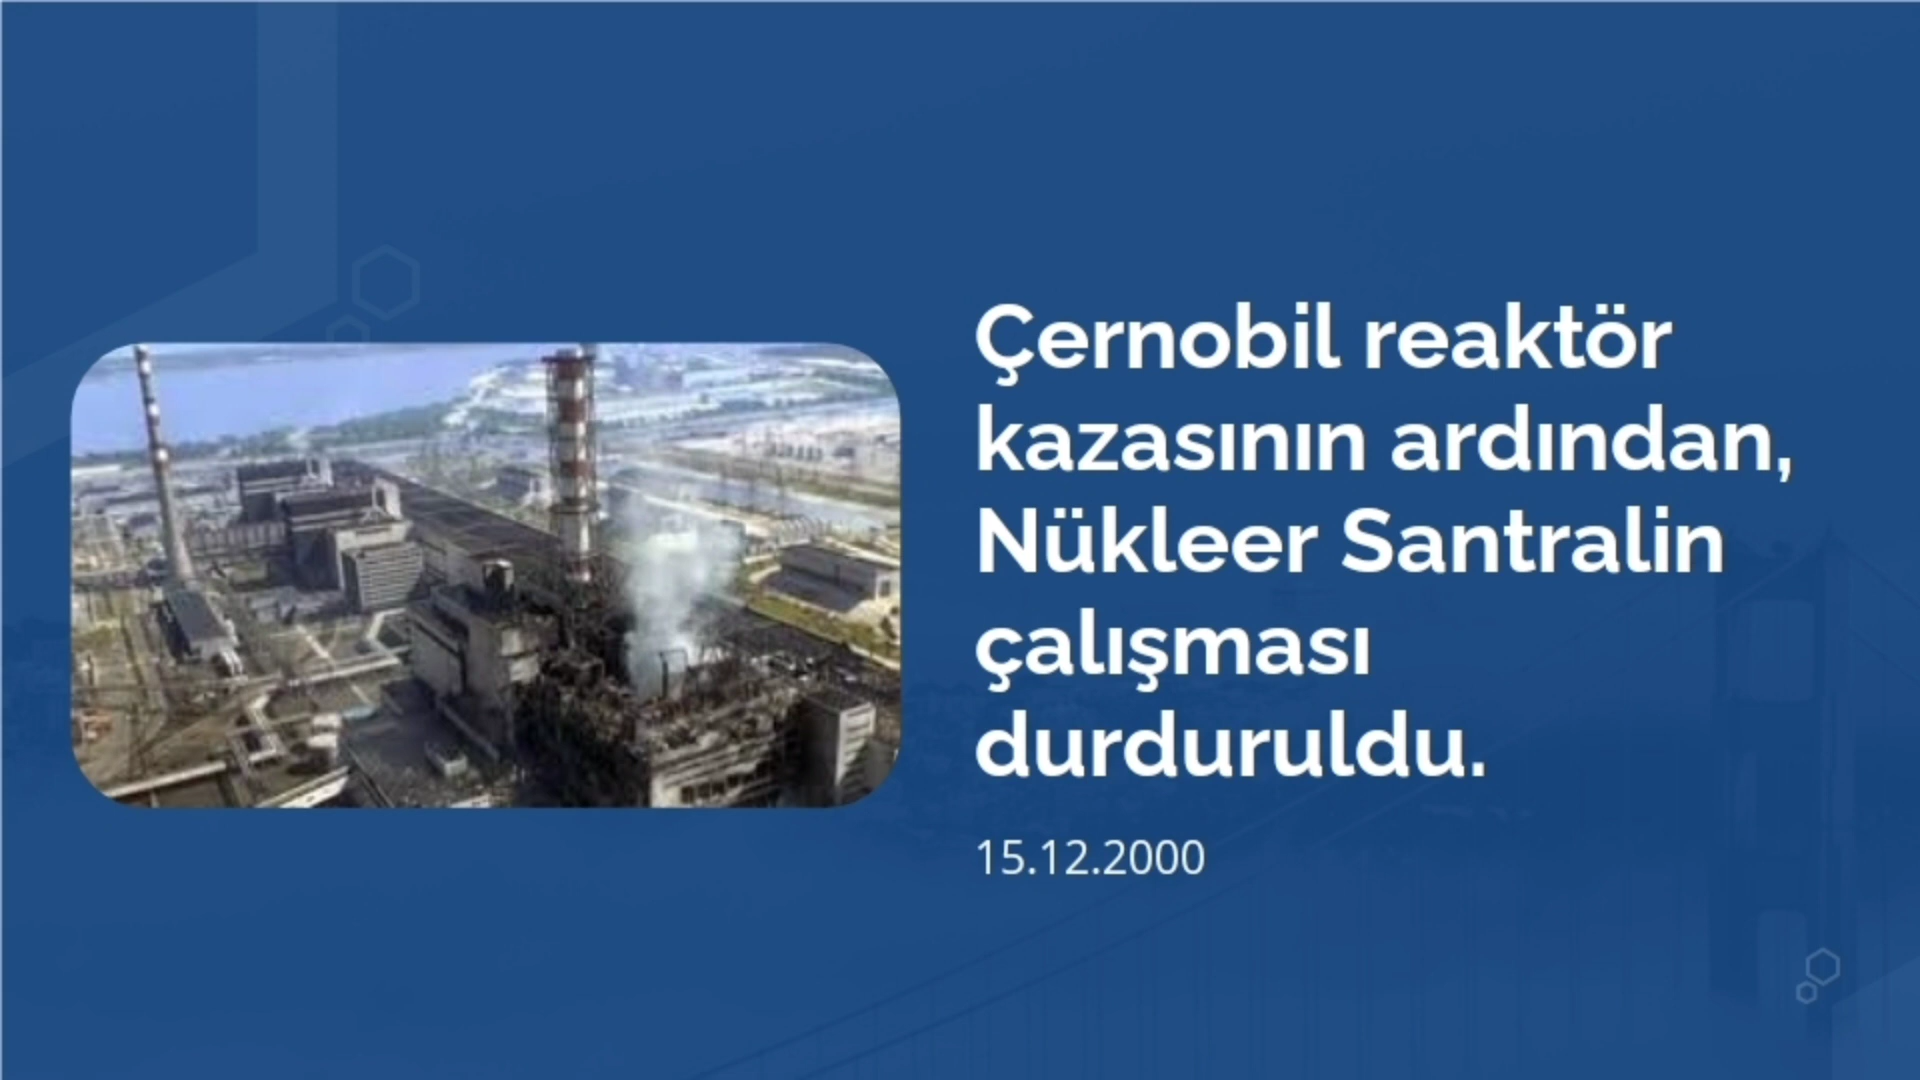 Çernobil reaktör
kazasının ardından,
Nükleer Santralin
çalışması
durduruldu.
15.12.2000